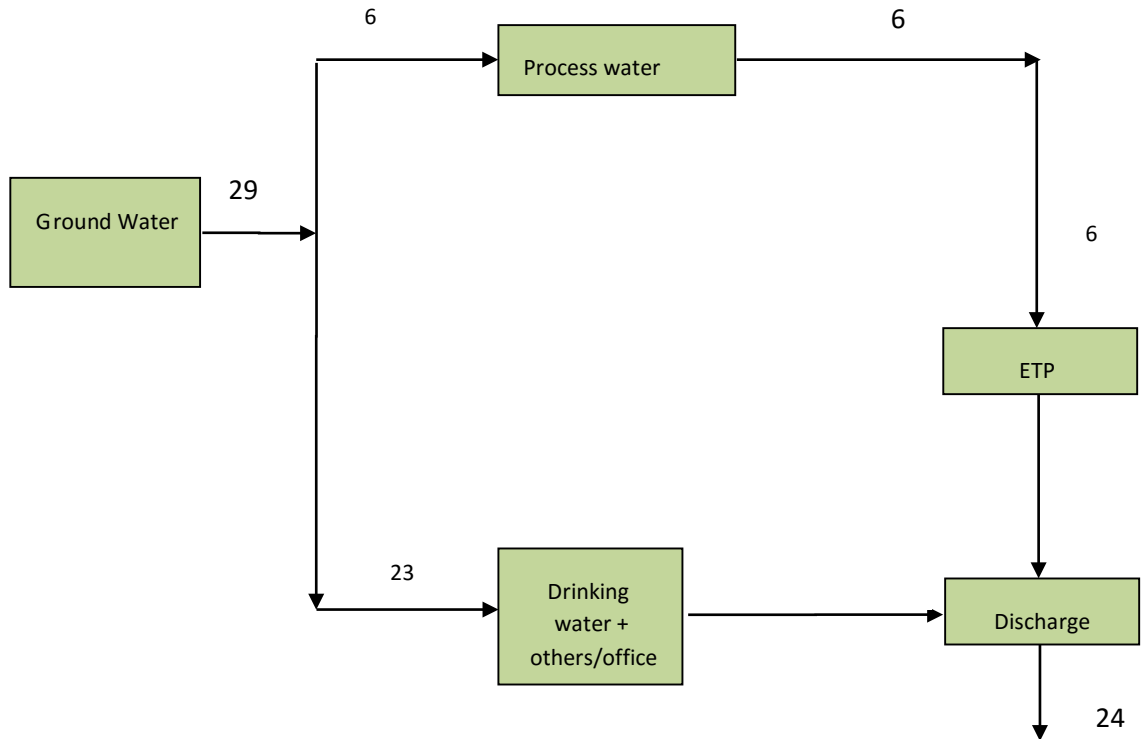 6
6
Process water
29
Ground Water
6
ETP
23
Drinking
water +
others/office
Discharge
24